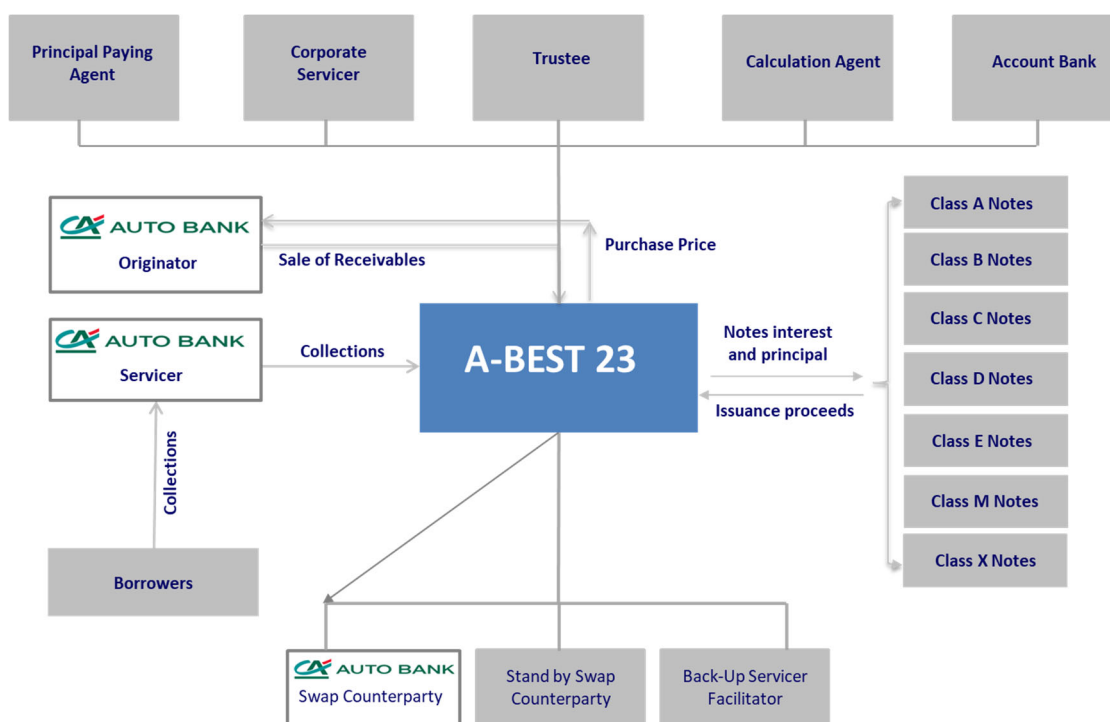 Principal Paying
Agent
Corporate
Servicer
Trustee
Calculation Agent
Account Bank
CA AUTO BANK
Originator
Sale of Receivables
Purchase Price
CA AUTO BANK
Servicer
Collections
A-BEST 23
Notes interest
and principal
Issuance proceeds
Class A Notes
Class B Notes
Class C Notes
Class D Notes
Class E Notes
Class M Notes
Class X Notes
Collections
Borrowers
CA AUTO BANK
Swap Counterparty
Stand by Swap
Counterparty
Back-Up Servicer
Facilitator